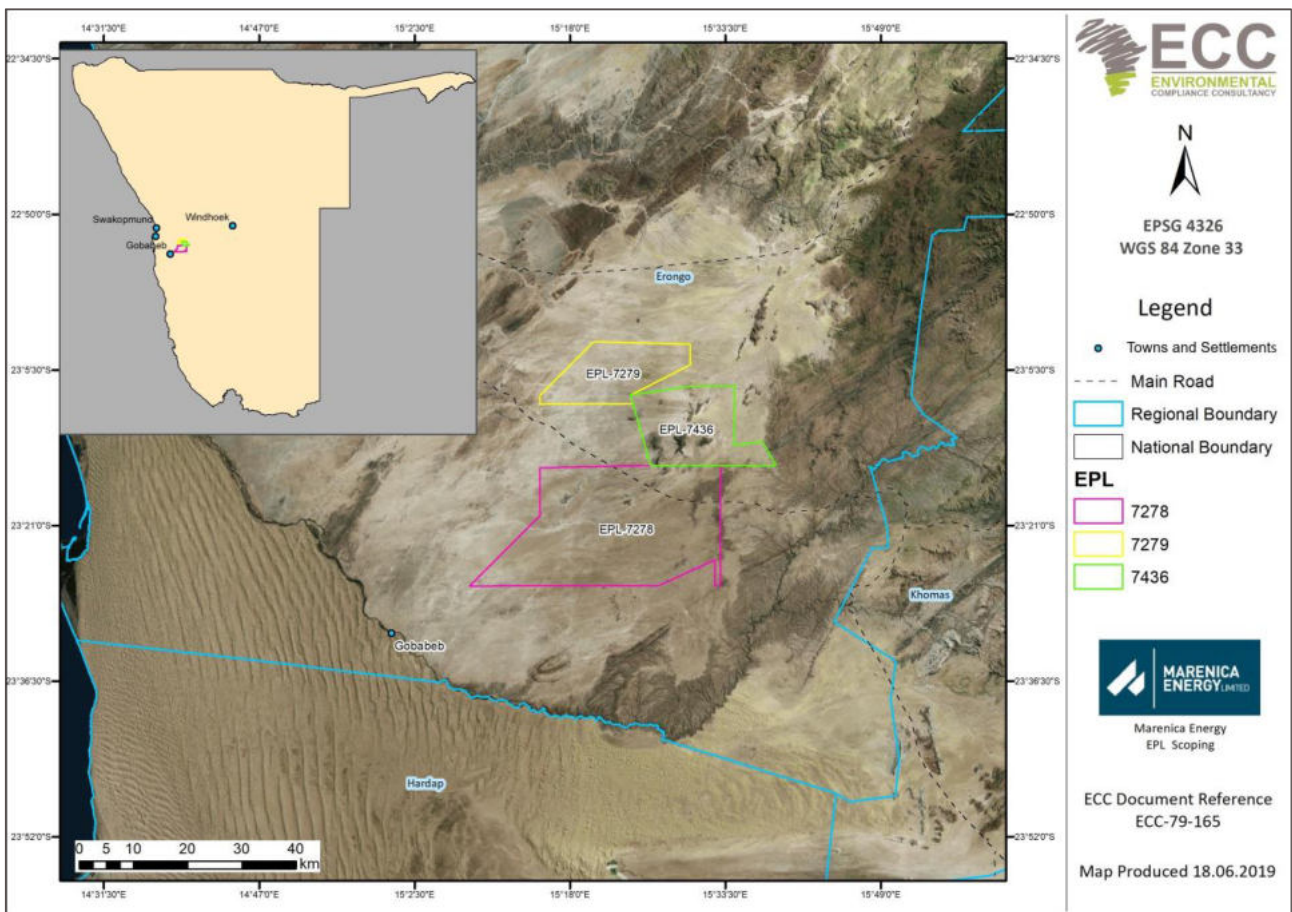 14°31'30"E
14°47'0"E
15°2'30"E
15°18'0"E
15°33'30"E
15°49'0"E
22°34'30"S
22°34'30"S
22°50'0"S
22°50'0"S
23°5'30"S
23°5'30"S
23°21'0"S
23°21'0"S
23°36'30"S
23°36'30"S
23°52'0"S
23°52'0"S
Swakopmund
Windhoek
Gobabeb
Erongo
EPL-7279
EPL-7436
EPL-7278
Khomas
Gobabeb
Hardap
0 5 10 20 30 40
km
14°31'30"E
14°47'0"E
15°2'30"E
15°18'0"E
15°33'30"E
15°49'0"E
ECC
ENVIRONMENTAL
COMPLIANCE CONSULTANCY
N
EPSG 4326
WGS 84 Zone 33
Legend
Towns and Settlements
Main Road
Regional Boundary
National Boundary
EPL
7278
7279
7436
MARENICA
ENERGY LIMITED
Marenica Energy
EPL Scoping
ECC Document Reference
ECC-79-165
Map Produced 18.06.2019